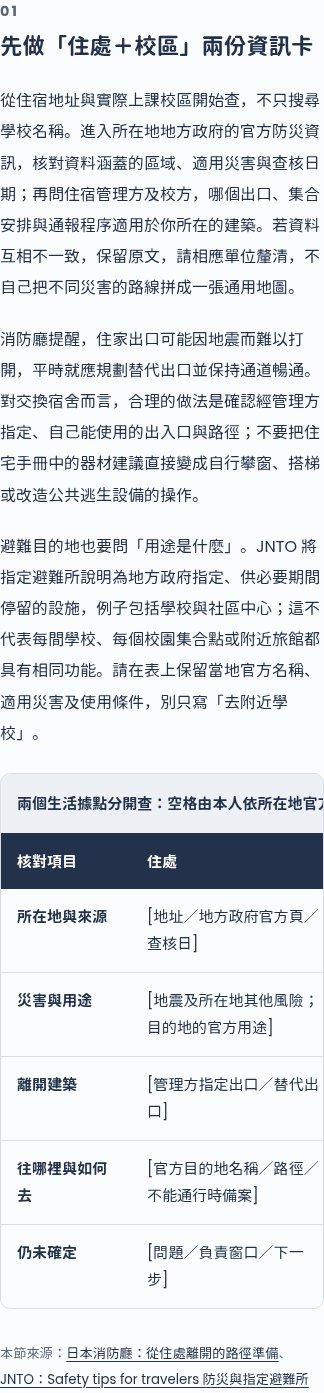 01
先做「住處＋校區」兩份資訊卡
從住宿地址與實際上課校區開始查，不只搜尋
學校名稱。進入所在地地方政府的官方防災資
訊，核對資料涵蓋的區域、適用災害與查核日
期；再問住宿管理方及校方，哪個出口、集合
安排與通報程序適用於你所在的建築。若資料
互相不一致，保留原文，請相應單位釐清，不
自己把不同災害的路線拼成一張通用地圖。
消防廳提醒，住家出口可能因地震而難以打
開，平時就應規劃替代出口並保持通道暢通。
對交換宿舍而言，合理的做法是確認經管理方
指定、自己能使用的出入口與路徑；不要把住
宅手冊中的器材建議直接變成自行攀窗、搭梯
或改造公共逃生設備的操作。
避難目的地也要問「用途是什麼」。JNTO 將
指定避難所說明為地方政府指定、供必要期間
停留的設施，例子包括學校與社區中心；這不
代表每間學校、每個校園集合點或附近旅館都
具有相同功能。請在表上保留當地官方名稱、
適用災害及使用條件，別只寫「去附近學
校」。
兩個生活據點分開查：空格由本人依所在地官
核對項目 住處
所在地與來源 [地址／地方政府官方頁／
查核日]
災害與用途 [地震及所在地其他風險；
目的地的官方用途]
離開建築 [管理方指定出口／替代出
口]
往哪裡與如何 [官方目的地名稱／路徑／
去 不能通行時備案]
仍未確定 [問題／負責窗口／下一
步]
本節來源：日本消防廳：從住處離開的路徑準備、
JNTO：Safety tips for travelers 防災與指定避難所